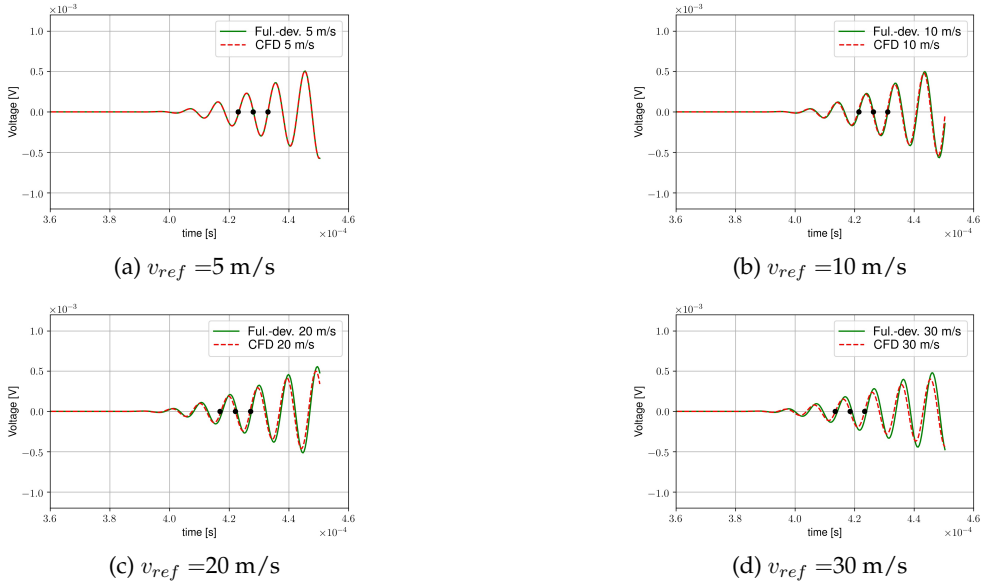 ×10⁻³
1.0
0.5
0.0
−0.5
−1.0
Voltage [V]
Ful.-dev. 5 m/s
CFD 5 m/s
3.6 3.8 4.0 4.2 4.4 4.6
time [s]
×10⁻⁴
(a) v_ref =5 m/s
×10⁻³
1.0
0.5
0.0
−0.5
−1.0
Voltage [V]
Ful.-dev. 10 m/s
CFD 10 m/s
3.6 3.8 4.0 4.2 4.4 4.6
time [s]
×10⁻⁴
(b) v_ref =10 m/s
×10⁻³
1.0
0.5
0.0
−0.5
−1.0
Voltage [V]
Ful.-dev. 20 m/s
CFD 20 m/s
3.6 3.8 4.0 4.2 4.4 4.6
time [s]
×10⁻⁴
(c) v_ref =20 m/s
×10⁻³
1.0
0.5
0.0
−0.5
−1.0
Voltage [V]
Ful.-dev. 30 m/s
CFD 30 m/s
3.6 3.8 4.0 4.2 4.4 4.6
time [s]
×10⁻⁴
(d) v_ref =30 m/s